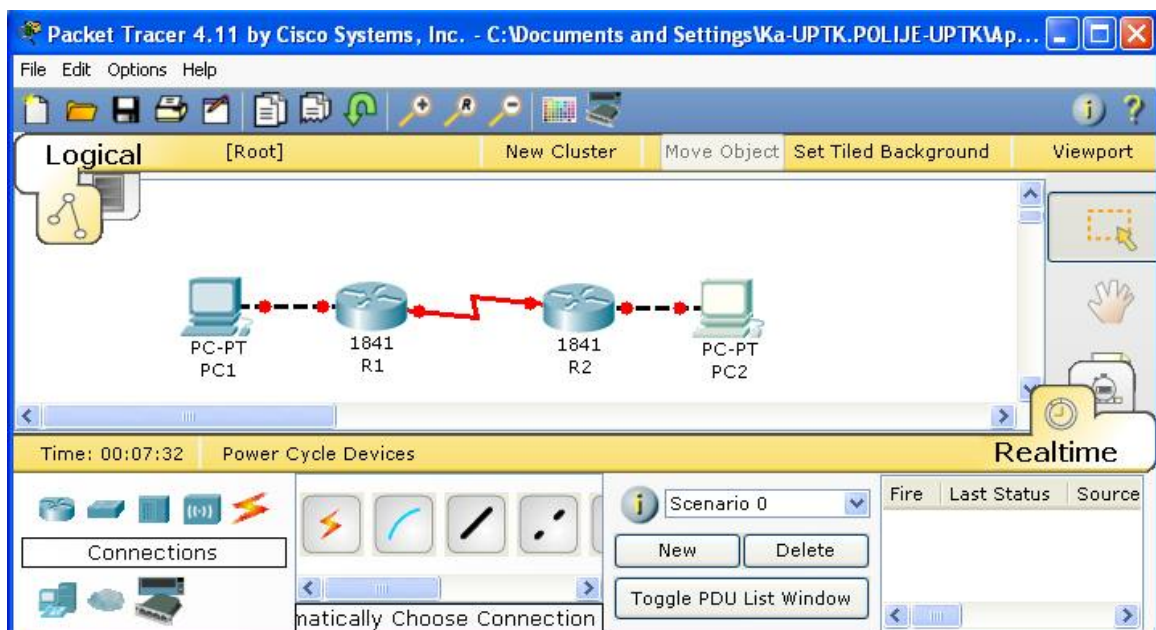 Packet Tracer 4.11 by Cisco Systems, Inc. - C:\Documents and Settings\Ka-UPTK.POLIJE-UPTK\Ap...
File Edit Options Help
Logical [Root] New Cluster Move Object Set Tiled Background Viewport
PC-PT
PC1
1841
R1
1841
R2
PC-PT
PC2
Time: 00:07:32 Power Cycle Devices Realtime
Connections
matically Choose Connection
Scenario 0
New Delete
Toggle PDU List Window
Fire Last Status Source